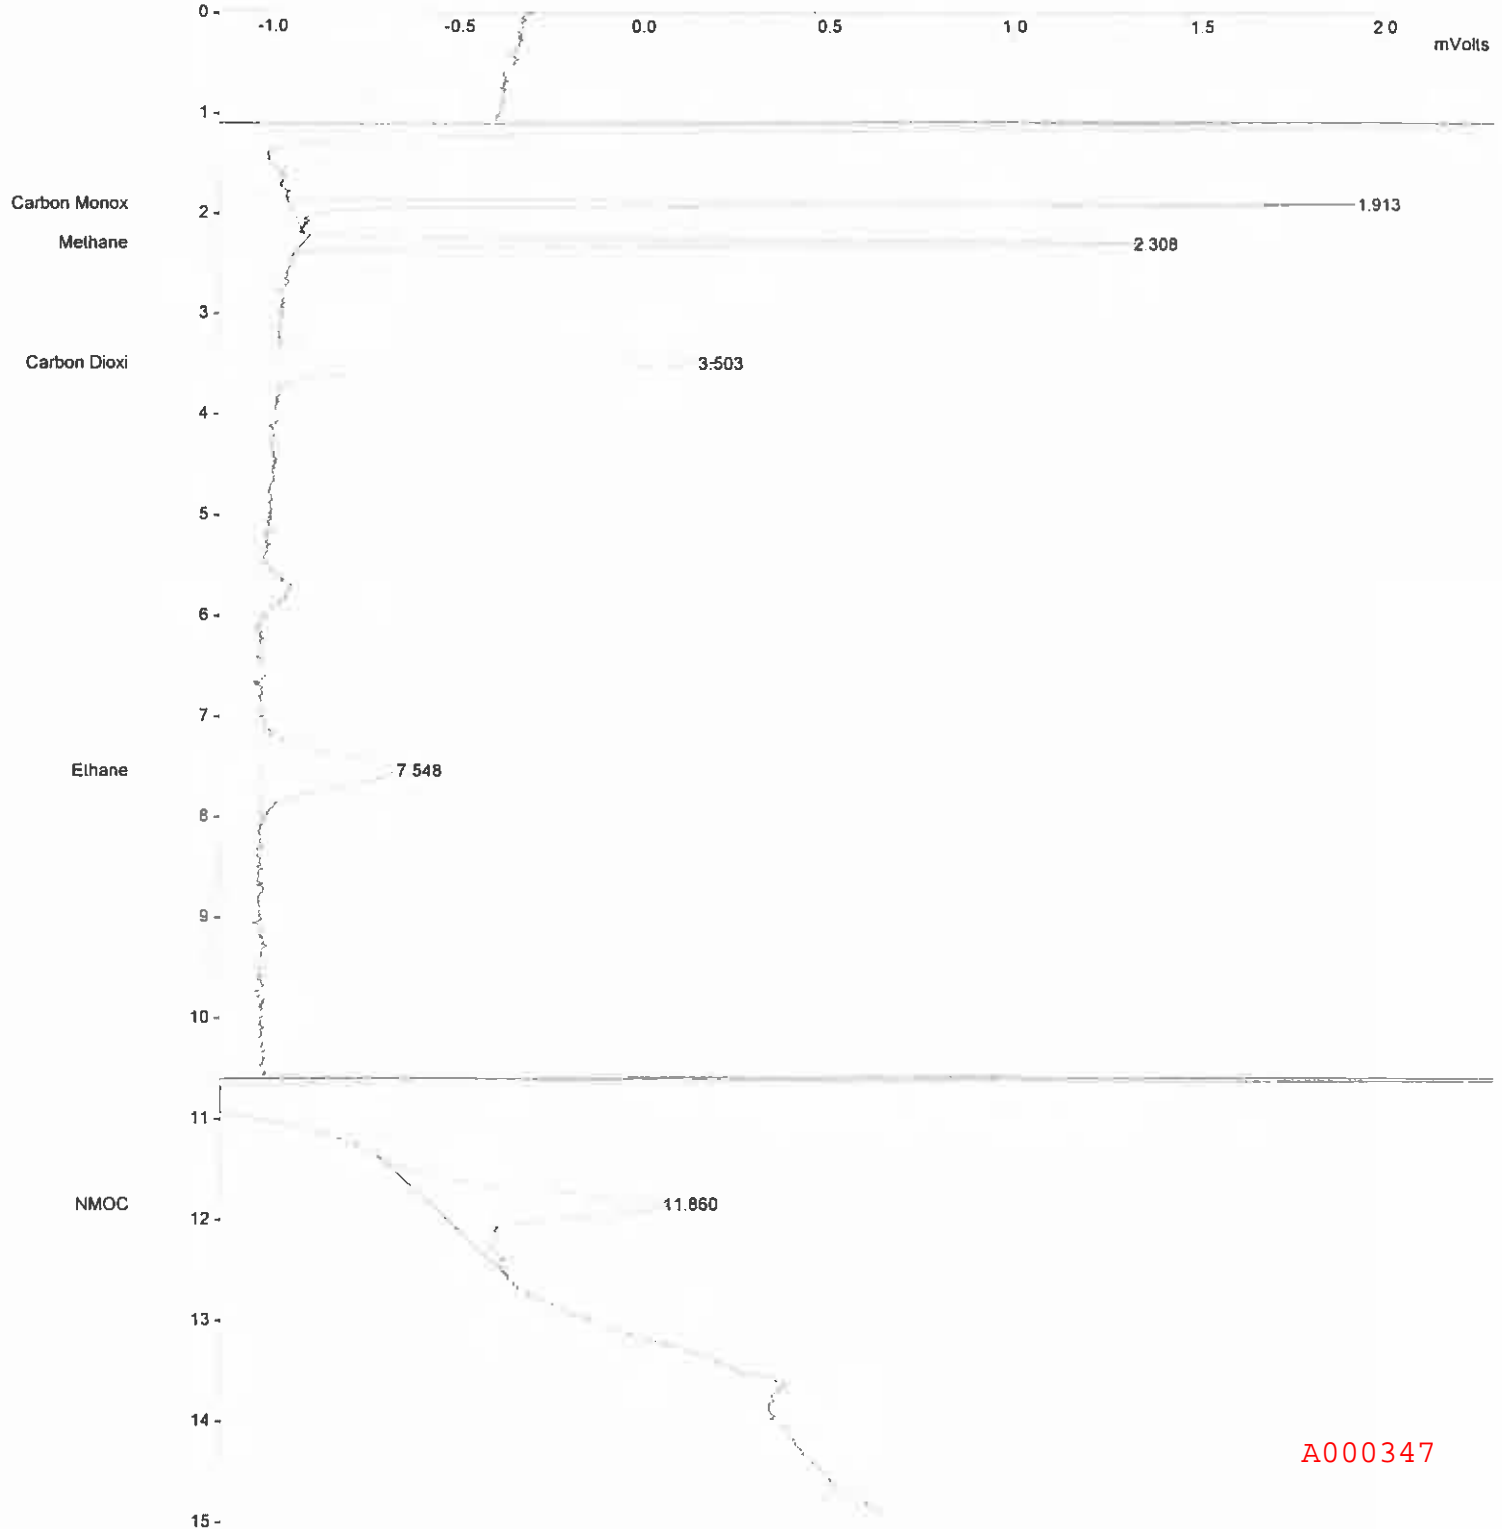 0-
-1.0 -0.5 0.0 0.5 1 0 1.5 2 0
mVolts
1-
Carbon Monox 1.913
2-
Methane 2 308
3-
Carbon Dioxi 3.503
4-
5-
6-
7-
Ethane 7 548
8-
9-
10-
11-
NMOC 11.860
12-
13-
14-
A000347
15-